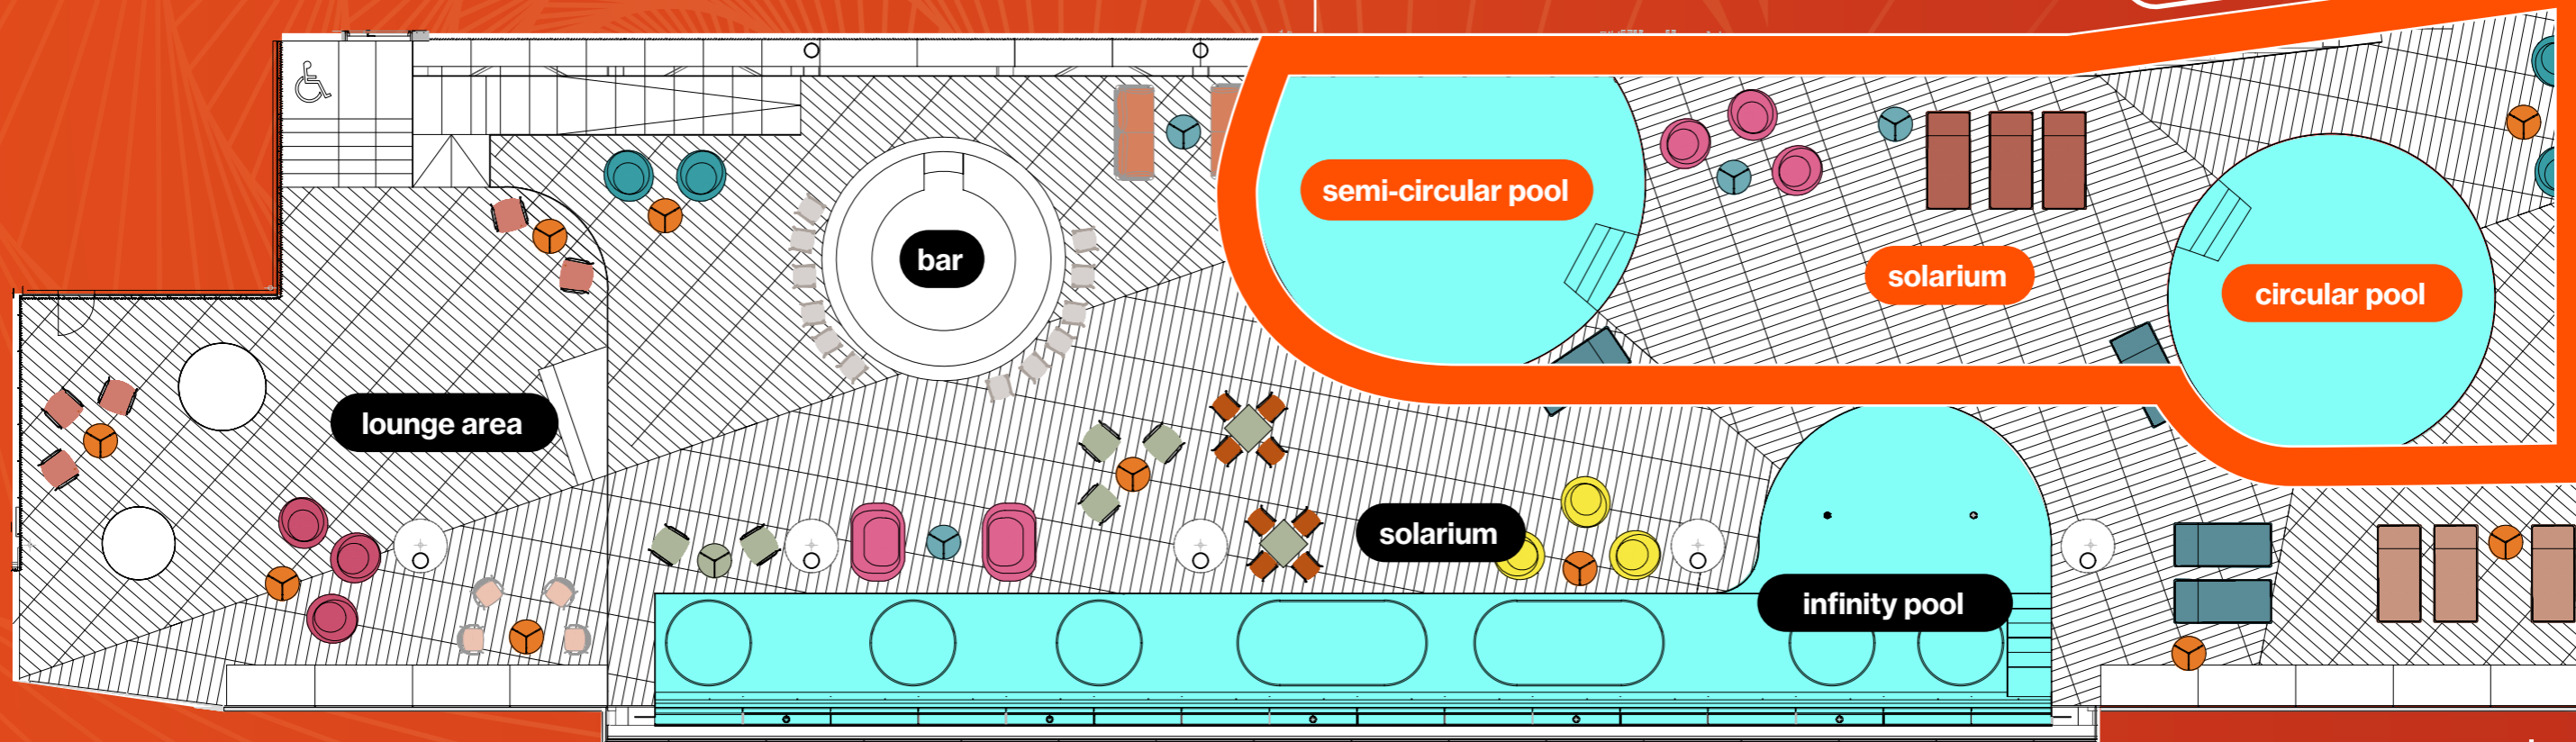 semi-circular pool
bar
solarium
circular pool
lounge area
solarium
infinity pool